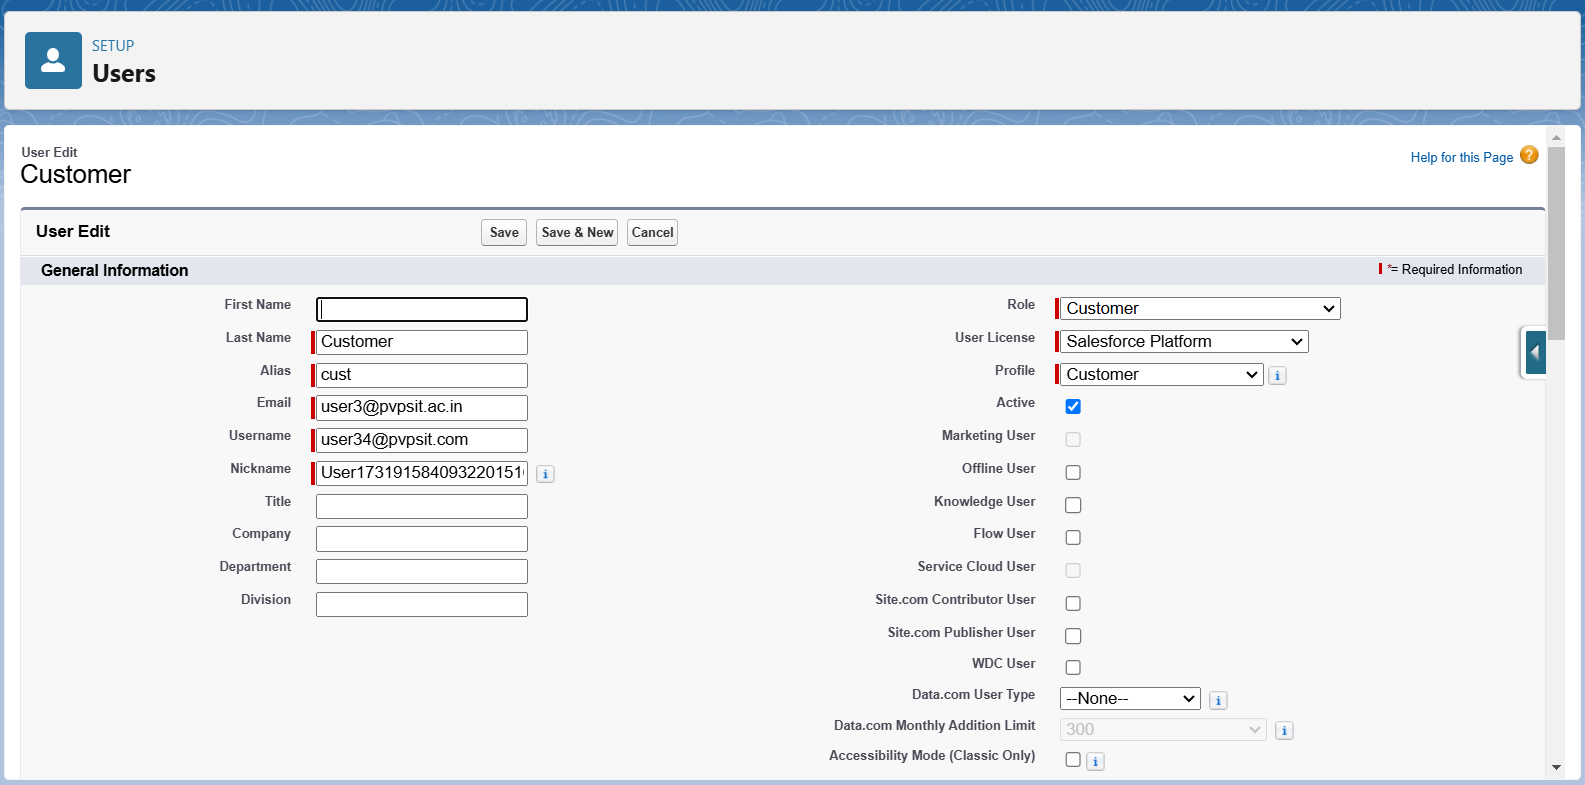 SETUP
Users
User Edit
Customer
Help for this Page ?
User Edit
Save
Save & New
Cancel
General Information
*= Required Information
First Name
Last Name
Customer
Alias
cust
Email
user3@pvpsit.ac.in
Username
user34@pvpsit.com
Nickname
User1731915840932201510
i
Title
Company
Department
Division
Role
Customer
User License
Salesforce Platform
Profile
Customer
i
Active
Marketing User
Offline User
Knowledge User
Flow User
Service Cloud User
Site.com Contributor User
Site.com Publisher User
WDC User
Data.com User Type
--None--
i
Data.com Monthly Addition Limit
300
i
Accessibility Mode (Classic Only)
i